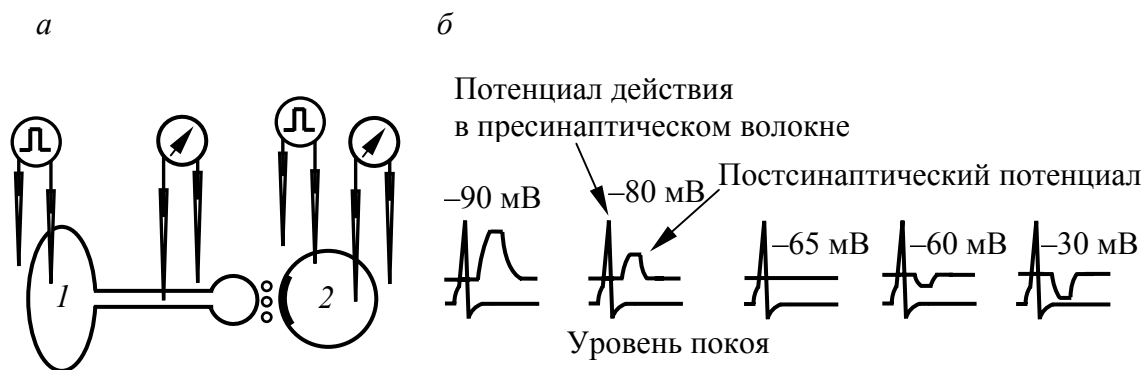 а
б
Потенциал действия
в пресинаптическом волокне
Постсинаптический потенциал
–90 мВ
–80 мВ
–65 мВ
–60 мВ
–30 мВ
1
2
Уровень покоя